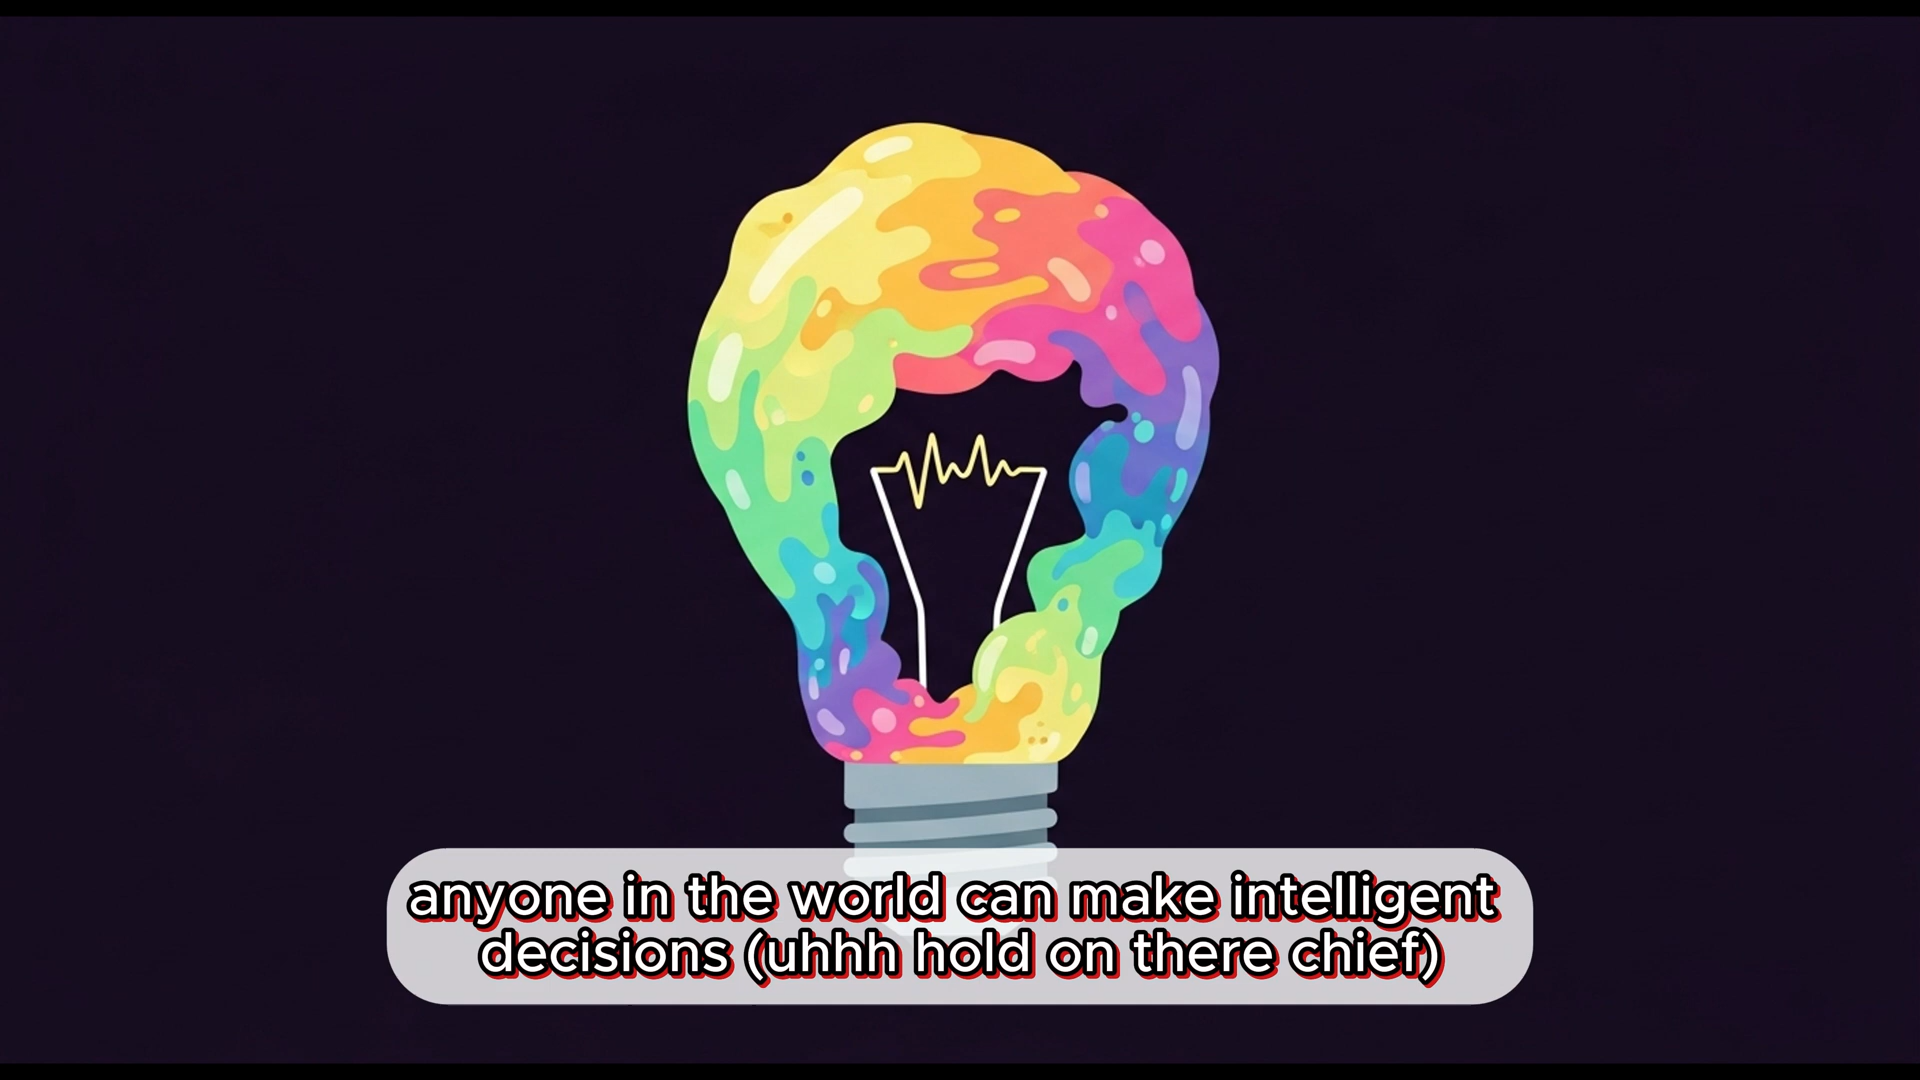 anyone in the world can make intelligent
decisions (uhhh hold on there chief)